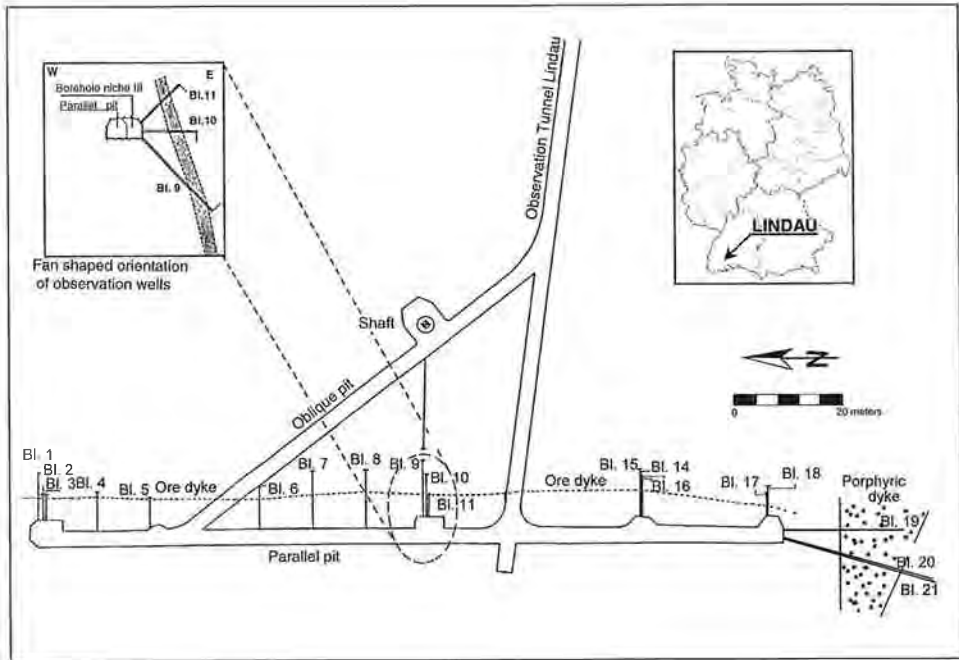 W
E
Borehole niche III
Parallel pit
Bl.11
Bl.10
Bl. 9
Fan shaped orientation
of observation wells
Observation Tunnel Lindau
LINDAU
Shaft
Oblique pit
N
0
20 meters
Bl. 1
Bl. 2
Bl. 3
Bl. 4
Bl. 5
Ore dyke
Bl. 6
Bl. 7
Bl. 8
Bl. 9
Bl. 10
Bl. 11
Ore dyke
Bl. 15
Bl. 14
Bl. 16
Bl. 17
Bl. 18
Porphyric
dyke
Bl. 19
Bl. 20
Bl. 21
Parallel pit